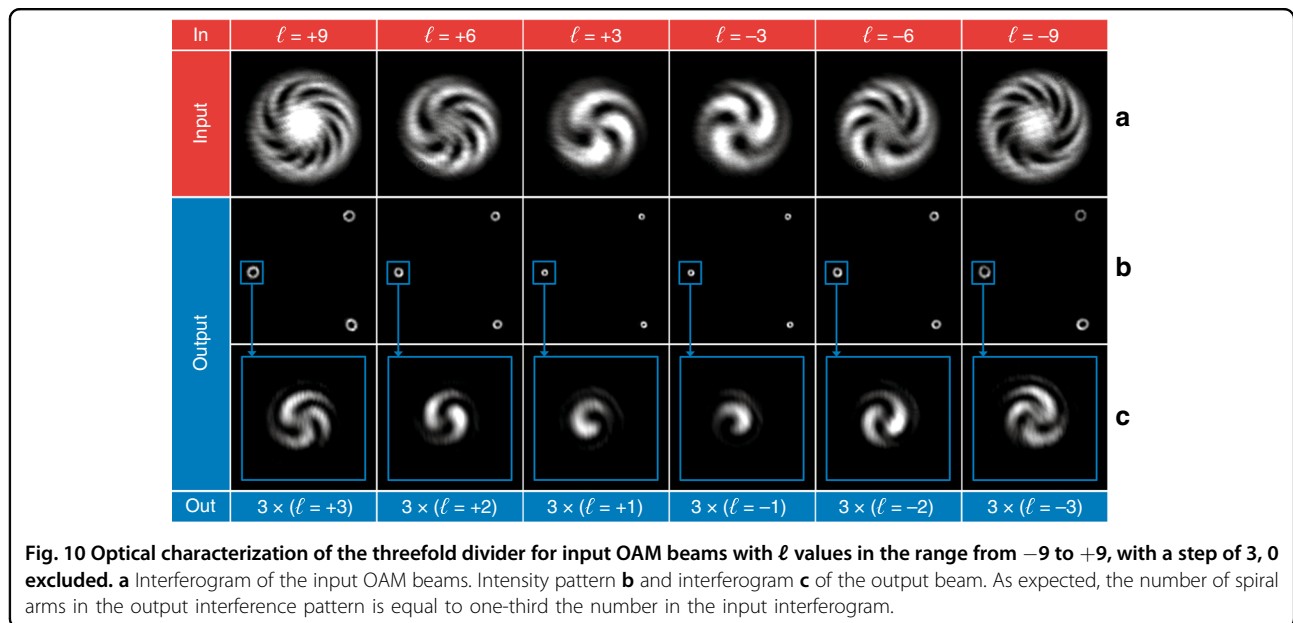 In ℓ = +9 ℓ = +6 ℓ = +3 ℓ = −3 ℓ = −6 ℓ = −9
Input
a
Output
b
c
Out 3 × (ℓ = +3) 3 × (ℓ = +2) 3 × (ℓ = +1) 3 × (ℓ = −1) 3 × (ℓ = −2) 3 × (ℓ = −3)
Fig. 10 Optical characterization of the threefold divider for input OAM beams with ℓ values in the range from −9 to +9, with a step of 3, 0
excluded. a Interferogram of the input OAM beams. Intensity pattern b and interferogram c of the output beam. As expected, the number of spiral
arms in the output interference pattern is equal to one-third the number in the input interferogram.